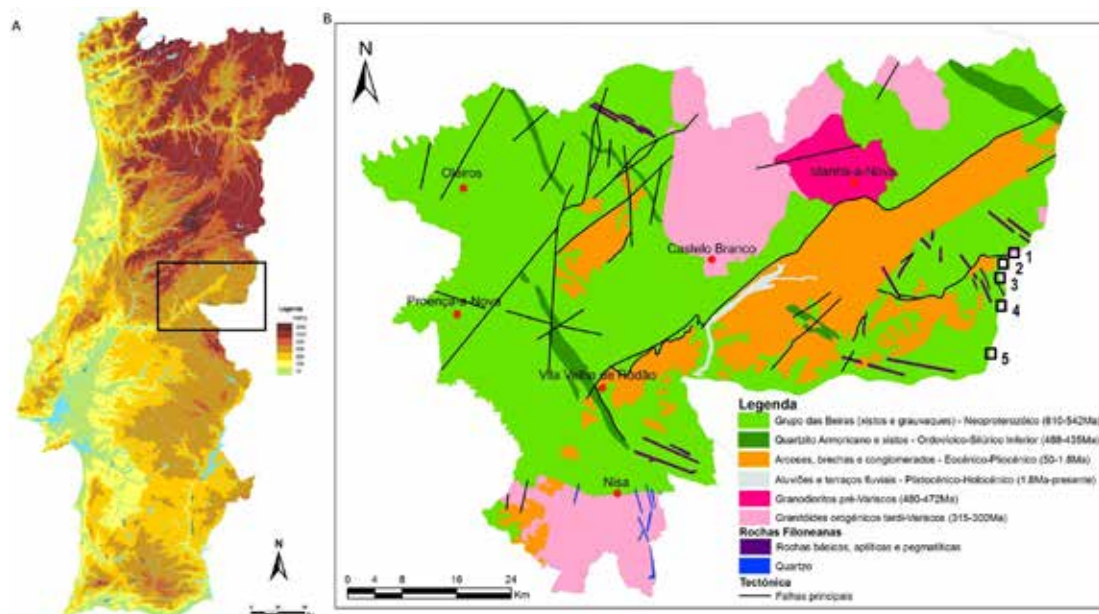 A
B
N
Oleiros
Idanha-a-Nova
Castelo Branco
Proença-a-Nova
Vila Velha de Rodão
Nisa
1
2
3
4
5
0 4 8 16 24
Km
Legenda
Grupo das Beiras (xistos e grauvaques) - Neoproterozóico (610-542Ma)
Quartzito Armoricano e xistos - Ordovícico-Silúrico Inferior (488-435Ma)
Arcoses, brechas e conglomerados - Eocénico-Pliocénico (50-1.8Ma)
Aluviões e terraços fluviais - Plistocénico-Holocénico (1.8Ma-presente)
Granodioritos pré-Variscos (480-472Ma)
Granitóides orogénicos tardi-Variscos (315-300Ma)
Rochas Filoneanas
Rochas básicas, aplíticas e pegmatíticas
Quartzo
Tectónica
Falhas principais
Legenda
N